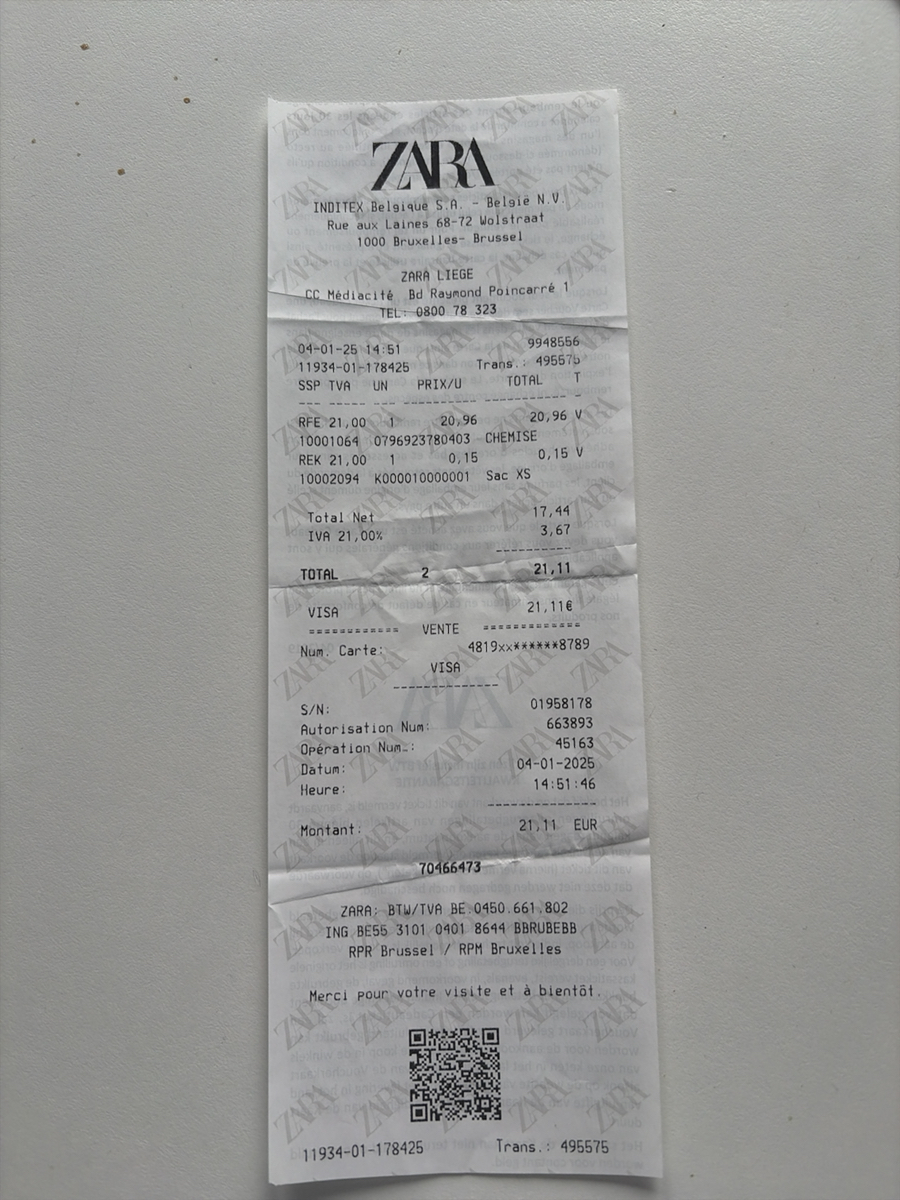 ZARA
INDITEX Belgique S.A. - België N.V.
Rue aux Laines 68-72 Wolstraat
1000 Bruxelles- Brussel
ZARA LIEGE
CC Médiacité Bd Raymond Poincarré 1
TEL: 0800 78 323
04-01-25 14:51 9948556
11934-01-178425 Trans.: 495575
SSP TVA UN PRIX/U TOTAL T
--- ----- --- ---------- ----------- -
RFE 21,00 1 20,96 20,96 V
10001064 0796923780403 CHEMISE
REK 21,00 1 0,15 0,15 V
10002094 K000010000001 Sac XS
Total Net 17,44
IVA 21,00% 3,67
----------
TOTAL 2 21,11
VISA 21,11€
============ VENTE =============
Num. Carte: 4819xx******8789
VISA
--------------
S/N: 01958178
Autorisation Num: 663893
Opération Num.: 45163
Datum: 04-01-2025
Heure: 14:51:46
--------------
Montant: 21,11 EUR
70466473
ZARA: BTW/TVA BE.0450.661.802
ING BE55 3101 0401 8644 BBRUBEBB
RPR Brussel / RPM Bruxelles
Merci pour votre visite et à bientôt.
11934-01-178425 Trans.: 495575